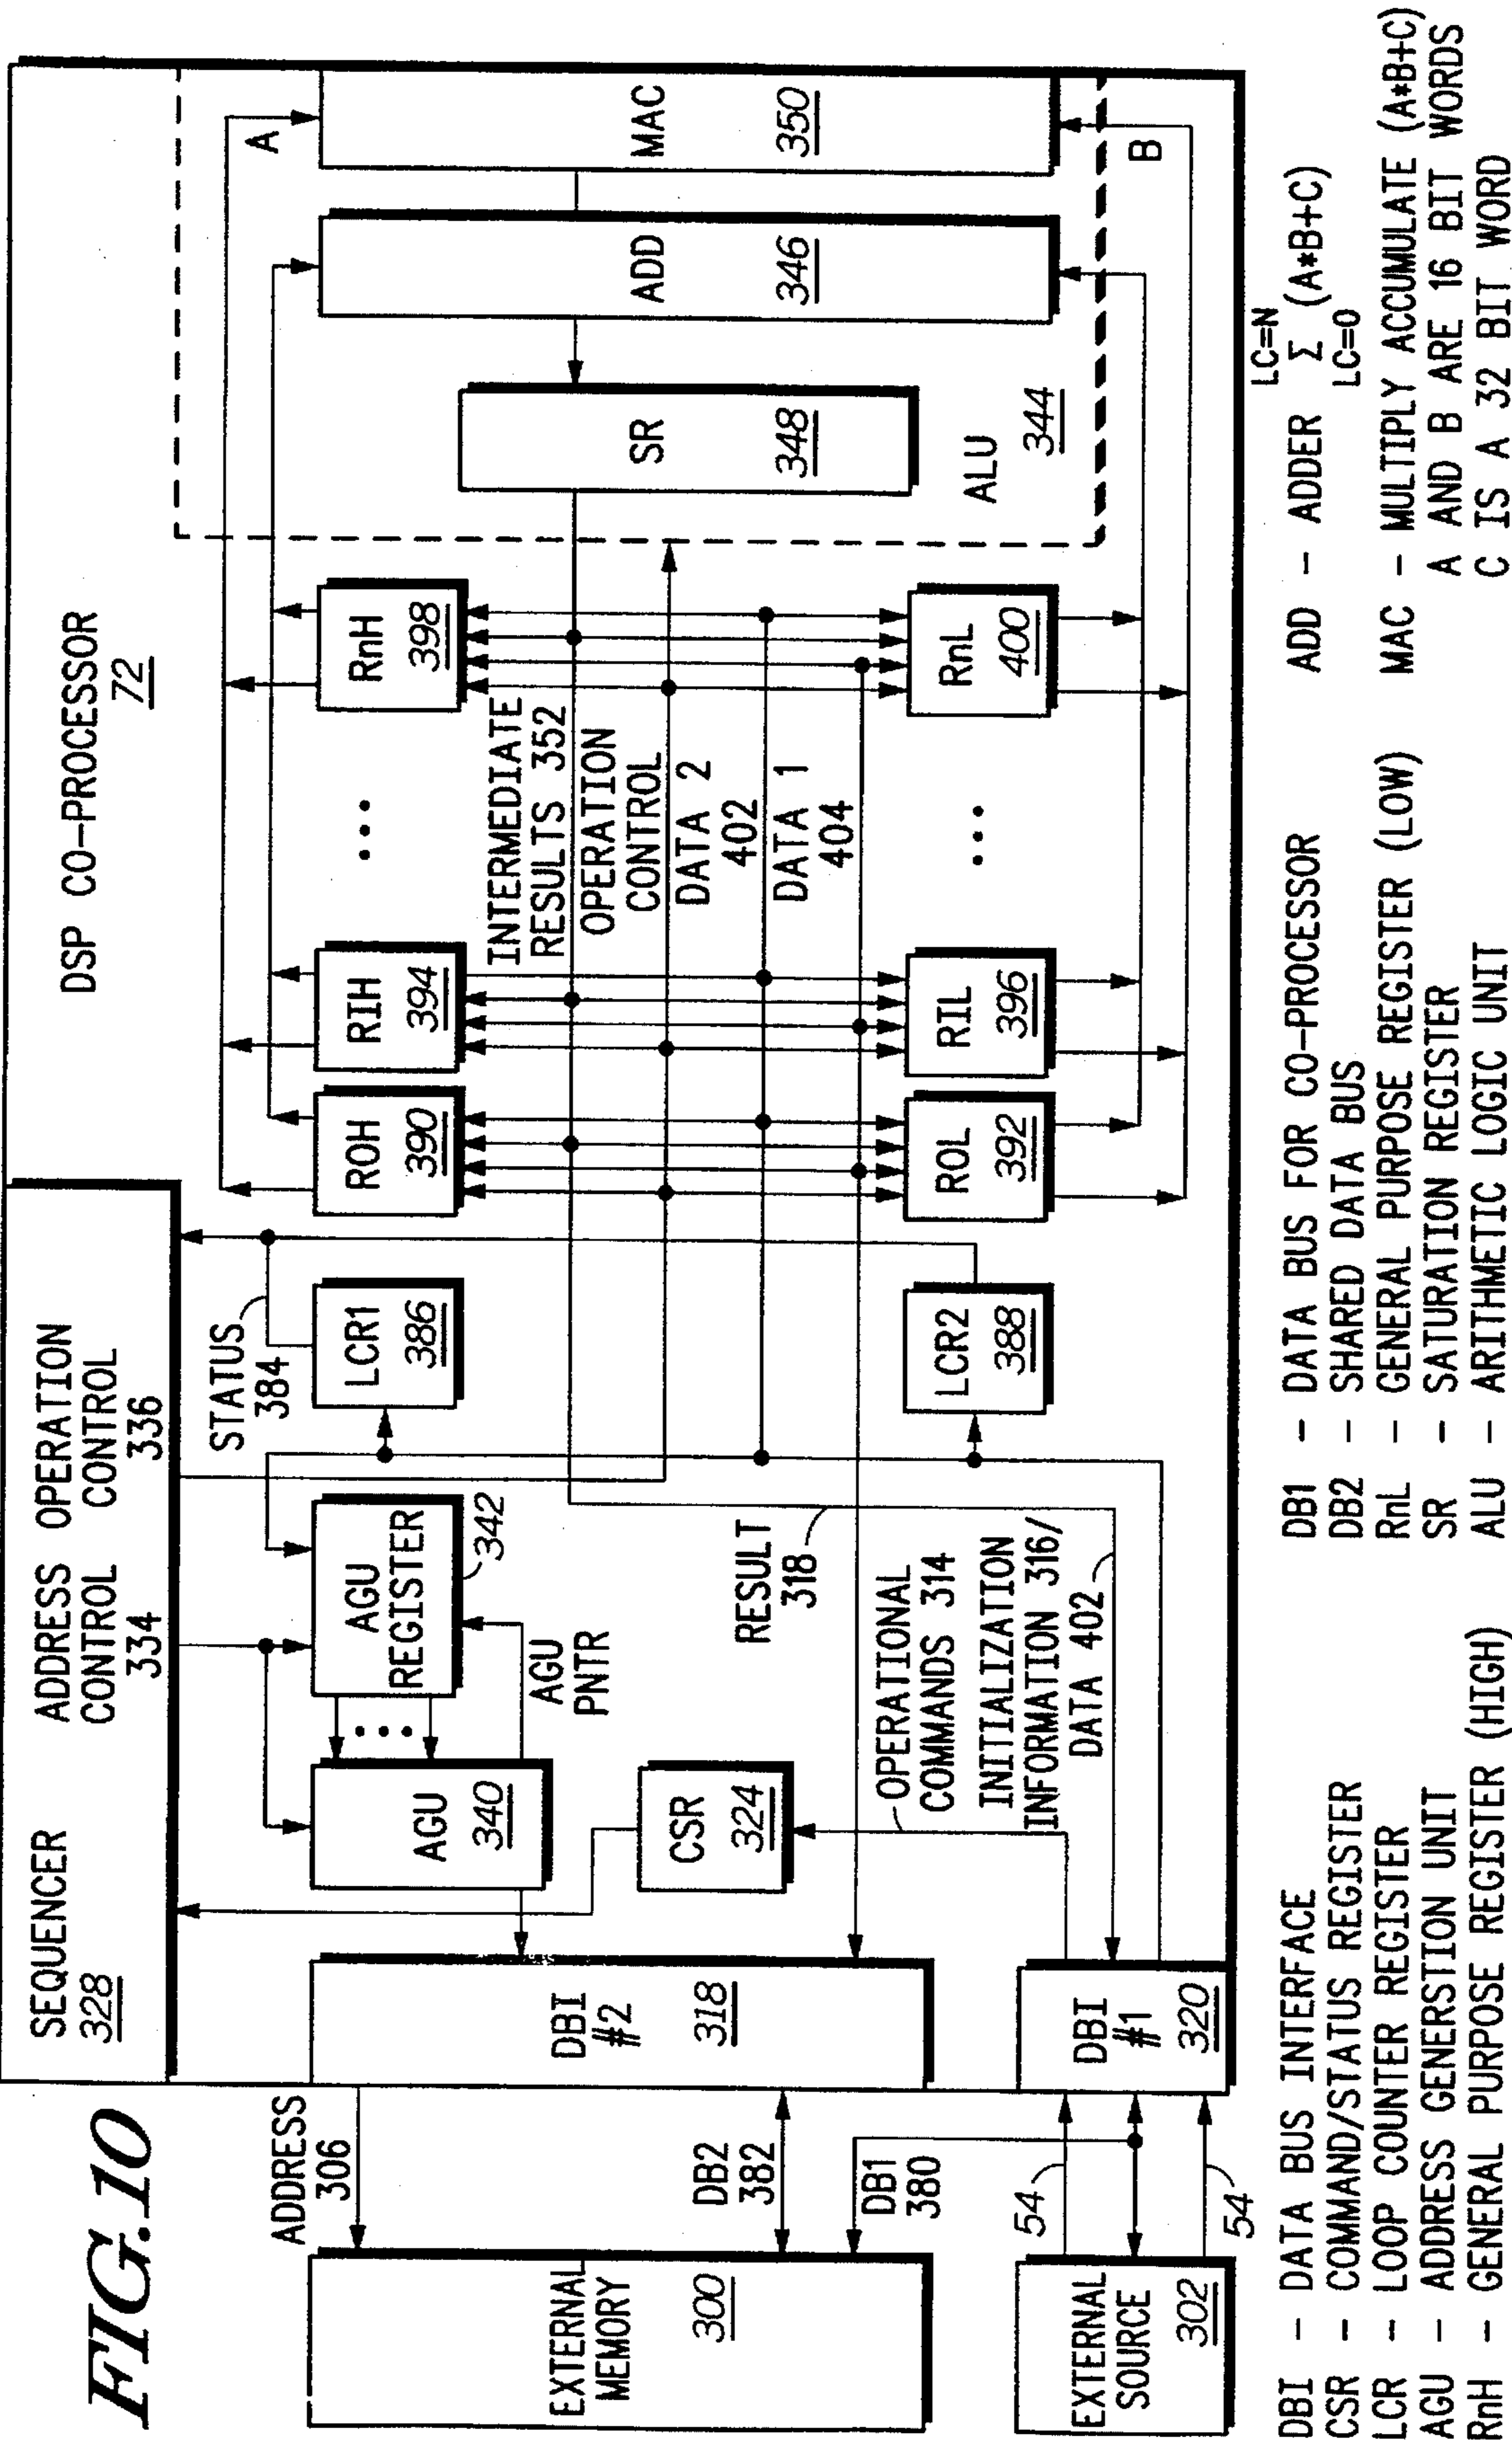 FIG.10
SEQUENCER
328
ADDRESS
CONTROL
334
OPERATION
CONTROL
336
DSP CO-PROCESSOR
72
ADDRESS
306
STATUS
384
A
EXTERNAL
MEMORY
300
DBI
#2
318
AGU
340
AGU
REGISTER
342
LCR1
386
ROH
390
RIH
394
...
RnH
398
AGU
PNTR
CSR
324
INTERMEDIATE
RESULTS 352
OPERATION
CONTROL
DATA 2
402
DATA 1
404
SR
348
ADD
346
MAC
350
DB2
382
DB1
380
RESULT
318
OPERATIONAL
COMMANDS 314
INITIALIZATION
INFORMATION 316/
DATA 402
LCR2
388
ROL
392
RIL
396
...
RnL
400
ALU
344
EXTERNAL
SOURCE
302
54
54
DBI
#1
320
B
DBI - DATA BUS INTERFACE
CSR - COMMAND/STATUS REGISTER
LCR - LOOP COUNTER REGISTER
AGU - ADDRESS GENERSTION UNIT
RnH - GENERAL PURPOSE REGISTER (HIGH)
DB1 - DATA BUS FOR CO-PROCESSOR
DB2 - SHARED DATA BUS
RnL - GENERAL PURPOSE REGISTER (LOW)
SR - SATURATION REGISTER
ALU - ARITHMETIC LOGIC UNIT
LC=N
ADD - ADDER Σ (A*B+C)
LC=0
MAC - MULTIPLY ACCUMULATE (A*B+C)
A AND B ARE 16 BIT WORDS
C IS A 32 BIT WORD